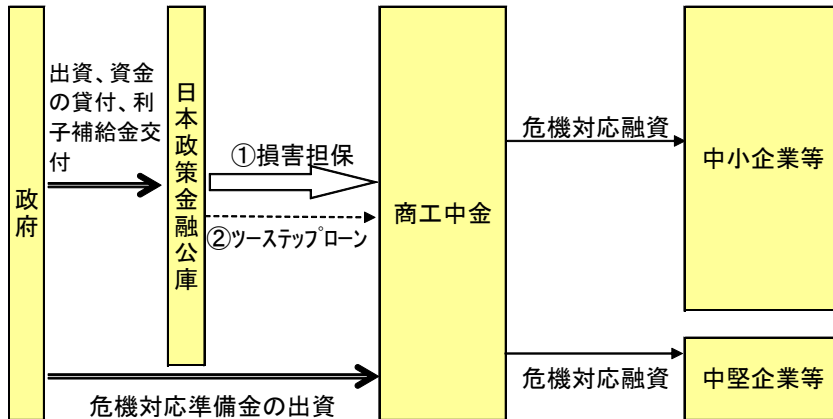 政府
出資、資金
の貸付、利
子補給金交
付
日本政策金融公庫
①損害担保
②ツーステップローン
商工中金
危機対応融資
中小企業等
危機対応融資
中堅企業等
危機対応準備金の出資